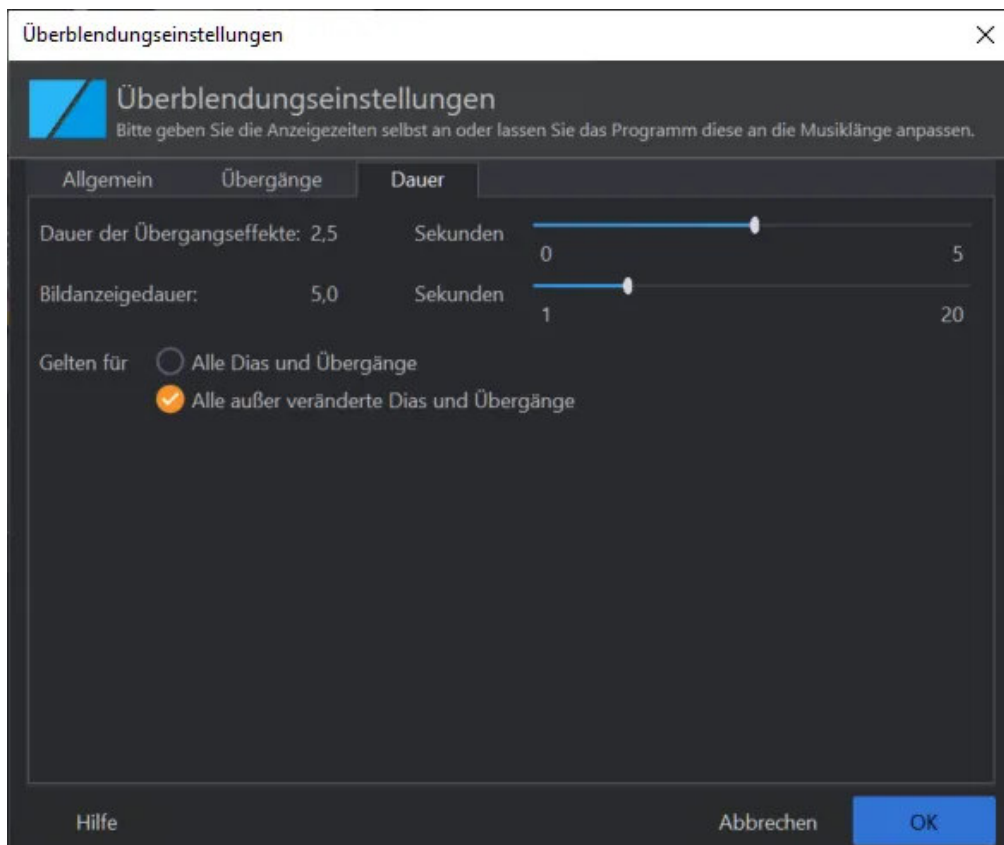 Überblendungseinstellungen
Überblendungseinstellungen
Bitte geben Sie die Anzeigezeiten selbst an oder lassen Sie das Programm diese an die Musiklänge anpassen.
Allgemein Übergänge Dauer
Dauer der Übergangseffekte: 2,5 Sekunden
0 5
Bildanzeigedauer: 5,0 Sekunden
1 20
Gelten für Alle Dias und Übergänge
Alle außer veränderte Dias und Übergänge
Hilfe Abbrechen OK